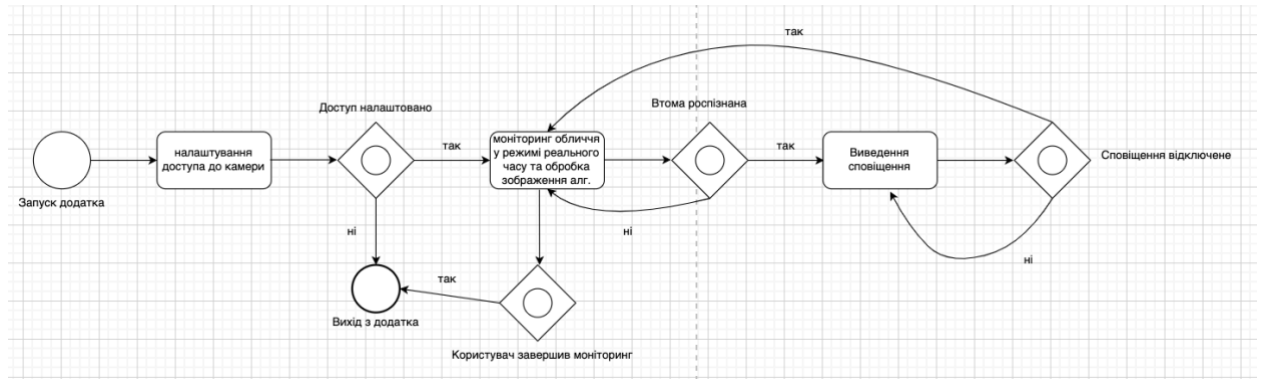 так
Доступ налаштовано
Втома роспізнана
моніторинг обличчя
у режимі реального
часу та обробка
зображення алг.
налаштування
доступа до камери
так
так
Виведення
сповіщення
Сповіщення відключене
Запуск додатка
ні
ні
ні
так
Вихід з додатка
Користувач завершив моніторинг